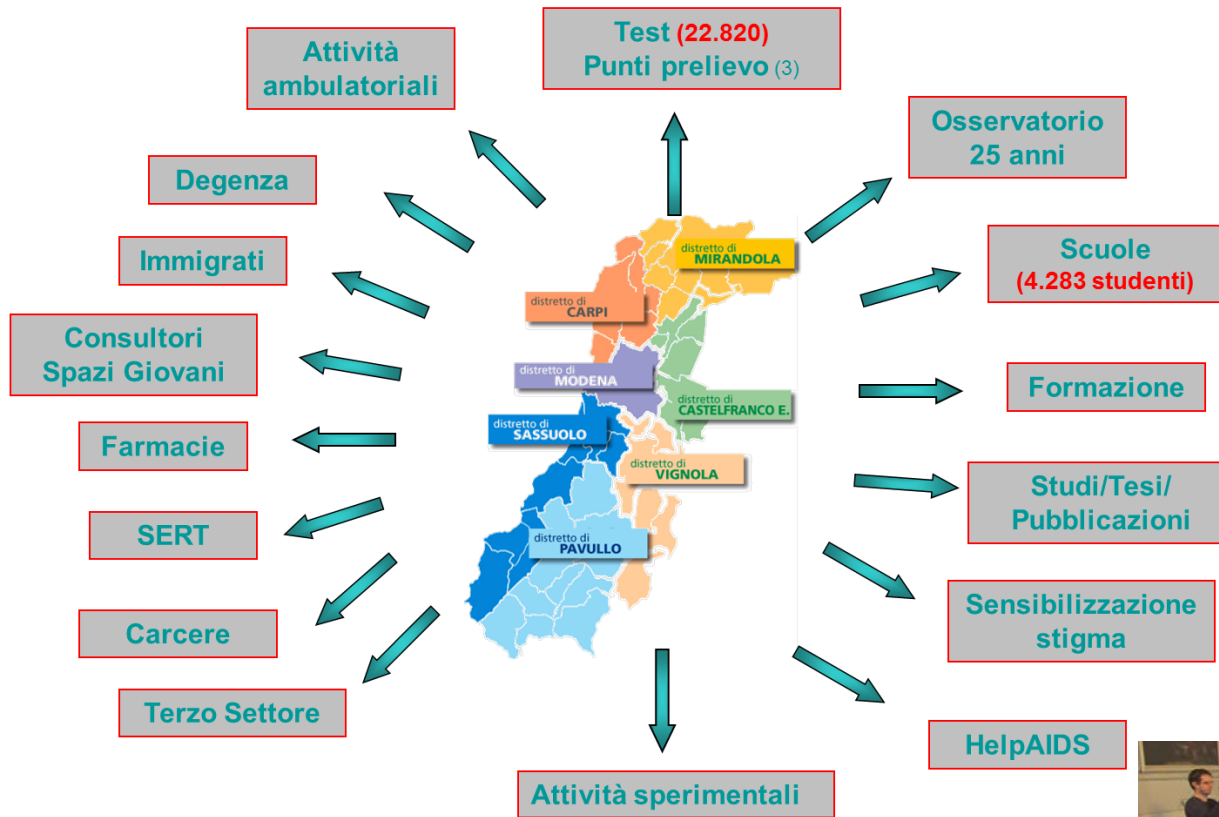 Test (22.820)
Punti prelievo (3)
Attività
ambulatoriali
Osservatorio
25 anni
Degenza
Immigrati
Scuole
(4.283 studenti)
Consultori
Spazi Giovani
Formazione
Farmacie
Studi/Tesi/
Pubblicazioni
SERT
Sensibilizzazione
stigma
Carcere
Terzo Settore
HelpAIDS
Attività sperimentali
distretto di
MIRANDOLA
distretto di
CARPI
distretto di
MODENA
distretto di
CASTELFRANCO E.
distretto di
SASSUOLO
distretto di
VIGNOLA
distretto di
PAVULLO